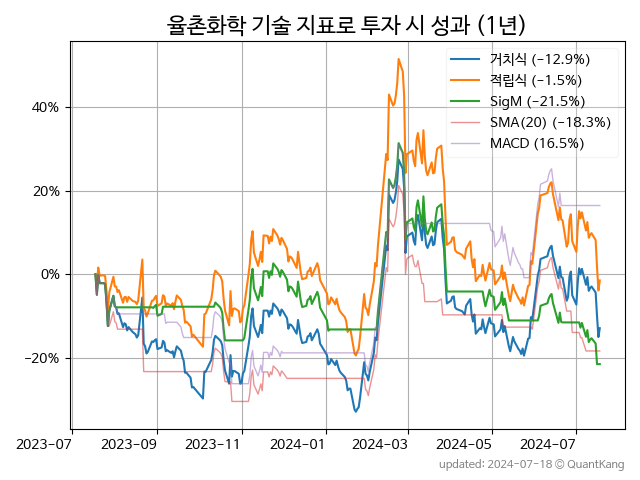 율촌화학 기술 지표로 투자 시 성과 (1년)
거치식 (−12.9%)
적립식 (−1.5%)
SigM (−21.5%)
SMA(20) (−18.3%)
MACD (16.5%)
40%
20%
0%
−20%
2023-07 2023-09 2023-11 2024-01 2024-03 2024-05 2024-07
updated: 2024-07-18 © QuantKang